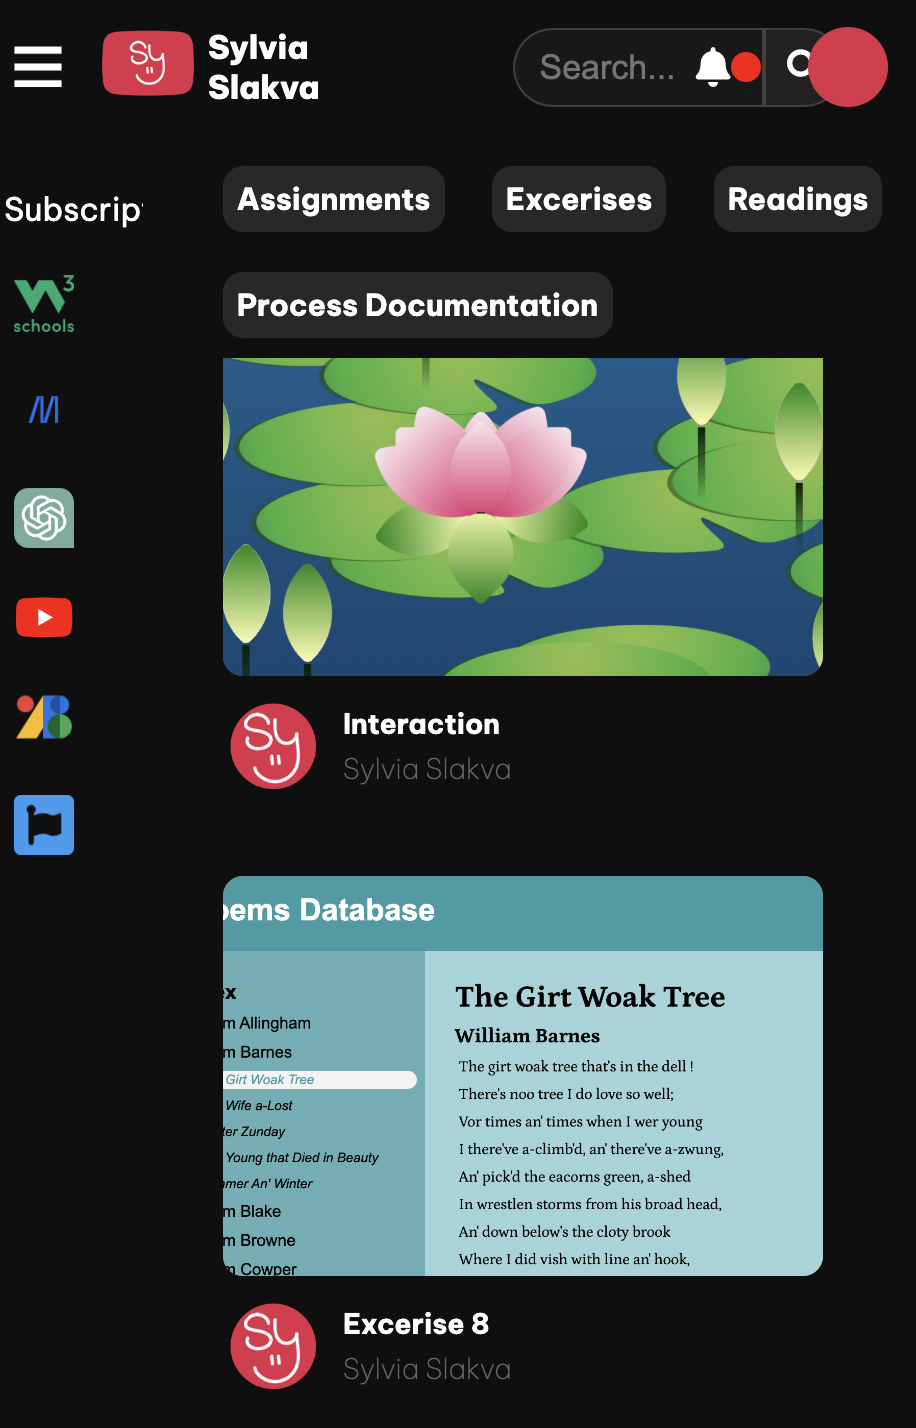 Sy
Sylvia
Slakva
Search...
Assignments
Excerises
Readings
Subscrip
W3
schools
Process Documentation
Sy
Interaction
Sylvia Slakva
oems Database
ex
m Allingham
m Barnes
Girt Woak Tree
Wife a-Lost
ter Zunday
Young that Died in Beauty
mmer An' Winter
m Blake
m Browne
m Cowper
The Girt Woak Tree
William Barnes
The girt woak tree that's in the dell !
There's noo tree I do love so well;
Vor times an' times when I wer young
I there've a-climb'd, an' there've a-zwung,
An' pick'd the eacorns green, a-shed
In wrestlen storms from his broad head,
An' down below's the cloty brook
Where I did vish with line an' hook,
Sy
Excerise 8
Sylvia Slakva